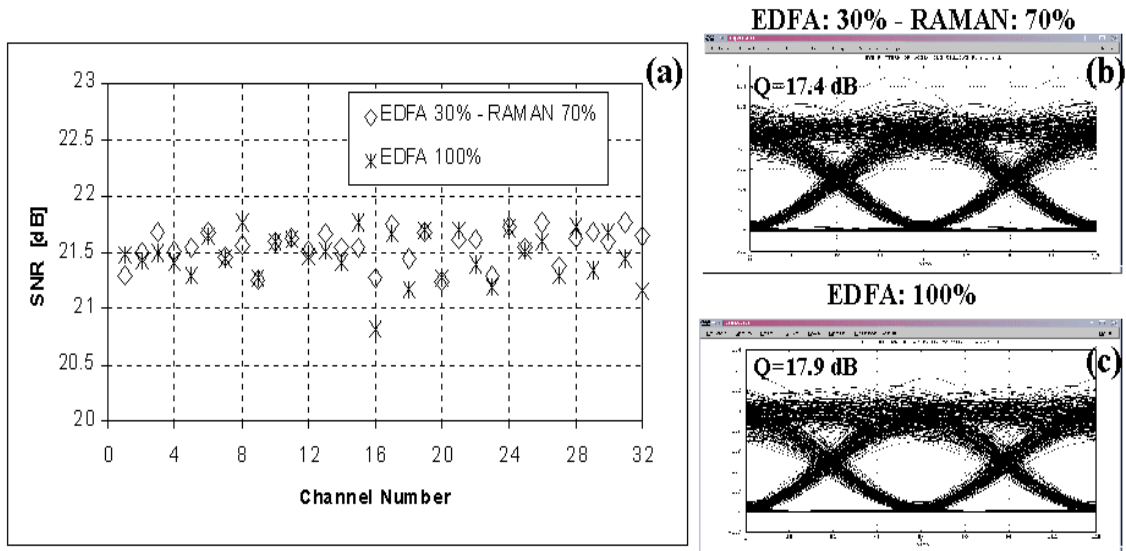 EDFA: 30% - RAMAN: 70%
(a)
23
22.5
22
21.5
21
20.5
20
SNR [dB]
EDFA 30% - RAMAN 70%
EDFA 100%
0 4 8 12 16 20 24 28 32
Channel Number
(b)
Q=17.4 dB
EDFA: 100%
(c)
Q=17.9 dB